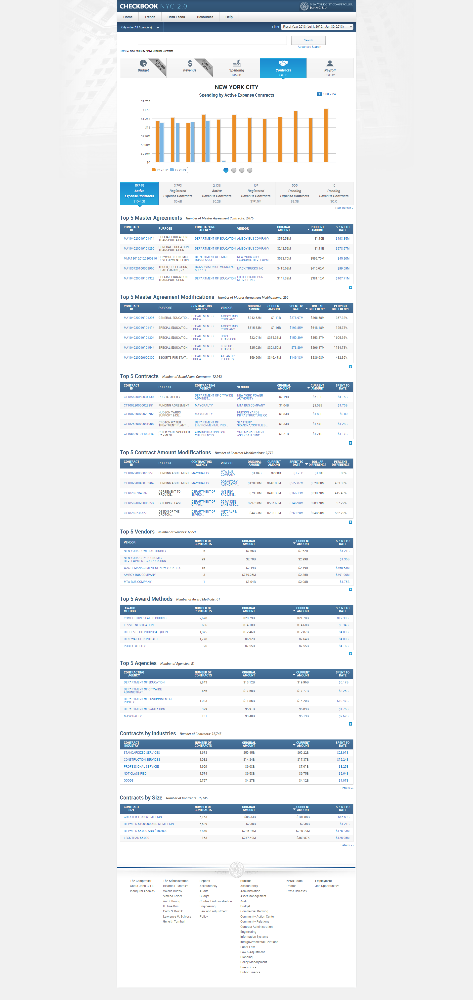 CHECKBOOK NYC 2.0
NEW YORK CITY COMPTROLLER
JOHN C. LIU
Home Trends Data Feeds Resources Help
Citywide (All Agencies) Filter: Fiscal Year 2013 (Jul 1, 2012 - Jun 30, 2013)
Search
Advanced Search
Home >> New York City Active Expense Contracts
COMING SOON COMING SOON
Budget Revenue Spending Contracts Payroll
$16.3B $6.8B $23.0M
NEW YORK CITY
Spending by Active Expense Contracts Grid View
$1.75B
$1.5B
$1.25B
$1B
$750M
$500M
$250M
$0
FY 2012 FY 2013
15,745 3,793 2,108 167 505 16
Active Registered Active Registered Pending Pending
Expense Contracts Expense Contracts Revenue Contracts Revenue Contracts Expense Contracts Revenue Contracts
$104.5B $6.6B $6.2B $191.5M $3.3B $0.0
Hide Details «
Top 5 Master Agreements Number of Master Agreement Contracts: 3,075
CONTRACT ID PURPOSE CONTRACTING AGENCY VENDOR ORIGINAL AMOUNT CURRENT AMOUNT SPENT TO DATE
MA104020019101414 SPECIAL EDUCATION TRANSPORTATION DEPARTMENT OF EDUCATION AMBOY BUS COMPANY $515.53M $1.16B $193.85M
MA104020019101295 GENERAL EDUCATION TRANSPORTATION DEPARTMENT OF EDUCATION AMBOY BUS COMPANY $242.52M $1.11B $278.97M
MMA180120126200316 CITYWIDE ECONOMIC DEVELOPMENT SERVI... DEPARTMENT OF SMALL BUSINESS SE... NEW YORK CITY ECONOMIC DEVELOPM... $592.70M $592.70M $45.20M
MA185720100008965 TRUCK, COLLECTION, REAR LOADING, 25 ... DCASDIVISION OF MUNICIPAL SUPPLY ... MACK TRUCKS INC $415.62M $415.62M $99.59M
MA104020019101328 SPECIAL EDUCATION TRANSPORTATION DEPARTMENT OF EDUCATION LITTLE RICHIE BUS SERVICE INC $141.32M $381.12M $107.71M
Top 5 Master Agreement Modifications Number of Master Agreement Modifications: 256
CONTRACT ID PURPOSE CONTRACTING AGENCY VENDOR ORIGINAL AMOUNT CURRENT AMOUNT SPENT TO DATE DOLLAR DIFFERENCE PERCENT DIFFERENCE
MA104020019101295 GENERAL EDUCATIO... DEPARTMENT OF EDUCAT... AMBOY BUS COMPANY $242.52M $1.11B $278.97M $866.58M 357.32%
MA104020019101414 SPECIAL EDUCATIO... DEPARTMENT OF EDUCAT... AMBOY BUS COMPANY $515.53M $1.16B $193.85M $648.18M 125.73%
MA104020019101304 SPECIAL EDUCATIO... DEPARTMENT OF EDUCAT... HOYT TRANSPORT... $22.01M $375.38M $159.39M $353.37M 1605.36%
MA104020019101544 SPECIAL EDUCATION DEPARTMENT OF EDUCAT... LONERO TRANSIT I... $25.02M $321.50M $78.89M $296.47M 1184.73%
MA104020069600300 ESCORTS FOR STAT... DEPARTMENT OF EDUCAT... ATLANTIC ESCORTS, ... $59.50M $346.47M $146.18M $286.98M 482.36%
Top 5 Contracts Number of Stand Alone Contracts: 12,843
CONTRACT ID PURPOSE CONTRACTING AGENCY VENDOR ORIGINAL AMOUNT CURRENT AMOUNT SPENT TO DATE
CT185620050034130 PUBLIC UTILITY DEPARTMENT OF CITYWIDE ADMINIST... NEW YORK POWER AUTHORITY $7.19B $7.19B $4.15B
CT100220060028251 FUNDING AGREEMENT MAYORALTY MTA BUS COMPANY $1.04B $2.08B $1.75B
CT100220070029782 HUDSON YARDS SUPPORT & DE... MAYORALTY HUDSON YARDS INFRASTRUCTURE CO $1.83B $1.83B $0.00
CT182620070041908 CROTON WATER TREATMENT PLANT ... DEPARTMENT OF ENVIRONMENTAL PRO... SLATTERY SKANSKA/GOTTLIEB ... $1.33B $1.47B $1.28B
CT106820101400346 CHILD CARE VOUCHER PAYMENT ADMINISTRATION FOR CHILDREN'S S... YMS MANAGEMENT ASSOCIATES INC $1.21B $1.21B $1.17B
Top 5 Contract Amount Modifications Number of Contract Modifications: 2,772
CONTRACT ID PURPOSE CONTRACTING AGENCY VENDOR ORIGINAL AMOUNT CURRENT AMOUNT SPENT TO DATE DOLLAR DIFFERENCE PERCENT DIFFERENCE
CT100220060028251 FUNDING AGREEMENT MAYORALTY MTA BUS COMPANY $1.04B $2.08B $1.75B $1.04B 100%
CT100220040015984 FUNDING AGREEMENT MAYORALTY DORMITORY AUTHORITY... $120.00M $640.00M $527.87M $520.00M 433.33%
CT182697B4876 AGREEMENT TO PROVIDE... DEPARTMENT OF ENVIRO... NYS ENV FACILITIE... $79.60M $410.30M $366.13M $330.70M 415.46%
CT185620020005358 BUILDING LEASE DEPARTMENT OF CITYWI... 59 MAIDEN LANE ASSO... $297.98M $587.68M $146.98M $289.70M 97.22%
CT18269236727 DESIGN OF THE CROTON... DEPARTMENT OF ENVIRO... METCALF & EDD... $44.23M $293.13M $269.28M $248.90M 562.79%
Top 5 Vendors Number of Vendors: 6,959
VENDOR NUMBER OF CONTRACTS ORIGINAL AMOUNT CURRENT AMOUNT SPENT TO DATE
NEW YORK POWER AUTHORITY 5 $7.66B $7.62B $4.21B
NEW YORK CITY ECONOMIC DEVELOPMENT CORPORATION 99 $2.70B $2.99B $1.36B
WASTE MANAGEMENT OF NEW YORK, LLC 15 $2.49B $2.49B $468.63M
AMBOY BUS COMPANY 3 $779.26M $2.35B $491.90M
MTA BUS COMPANY 1 $1.04B $2.08B $1.75B
Top 5 Award Methods Number of Award Methods: 61
AWARD METHOD NUMBER OF CONTRACTS ORIGINAL AMOUNT CURRENT AMOUNT SPENT TO DATE
COMPETITIVE SEALED BIDDING 2,678 $20.79B $21.78B $12.30B
LESSEE NEGOTIATION 606 $14.10B $14.60B $5.34B
REQUEST FOR PROPOSAL (RFP) 1,875 $12.46B $12.87B $4.09B
RENEWAL OF CONTRACT 1,778 $6.92B $7.64B $4.00B
PUBLIC UTILITY 26 $7.55B $7.55B $4.16B
Top 5 Agencies Number of Agencies: 81
CONTRACTING AGENCY NUMBER OF CONTRACTS ORIGINAL AMOUNT CURRENT AMOUNT SPENT TO DATE
DEPARTMENT OF EDUCATION 2,843 $13.12B $19.96B $6.17B
DEPARTMENT OF CITYWIDE ADMINISTRAT... 666 $17.58B $17.77B $8.25B
DEPARTMENT OF ENVIRONMENTAL PROTEC... 1,033 $11.86B $14.20B $10.47B
DEPARTMENT OF SANITATION 379 $5.91B $6.03B $1.76B
MAYORALTY 131 $3.48B $5.13B $2.62B
Contracts by Industries Number of Contracts: 15,745
CONTRACT INDUSTRY NUMBER OF CONTRACTS ORIGINAL AMOUNT CURRENT AMOUNT SPENT TO DATE
STANDARDIZED SERVICES 8,673 $59.45B $69.22B $28.91B
CONSTRUCTION SERVICES 1,032 $14.84B $17.37B $12.24B
PROFESSIONAL SERVICES 1,669 $6.08B $7.01B $3.25B
NOT CLASSIFIED 1,574 $6.58B $6.75B $2.64B
GOODS 2,797 $4.27B $4.12B $1.07B
Details >>
Contracts by Size Number of Contracts: 15,745
CONTRACT SIZE NUMBER OF CONTRACTS ORIGINAL AMOUNT CURRENT AMOUNT SPENT TO DATE
GREATER THAN $1 MILLION 5,153 $88.33B $101.88B $46.59B
BETWEEN $100,000 AND $1 MILLION 5,589 $2.38B $2.38B $1.21B
BETWEEN $5,000 AND $100,000 4,840 $225.94M $220.09M $176.23M
LESS THAN $5,000 163 $277.49M $369.87K $125.95M
Details >>
The Comptroller The Administration Reports Bureaus News Room Employment
About John C. Liu Ricardo E. Morales Accountancy Accountancy Photos Job Opportunities
Inaugural Address Valerie Budzik Audits Administration Press Releases
Simcha Felder Budget Asset Management
Ari Hoffnung Contract Administration Audit
H. Tina Kim Engineering Budget
Carol S. Kostik Law and Adjustment Commercial Banking
Lawrence M. Schloss Policy Community Action Center
Geneith Turnbull Community Relations
Contract Administration
Engineering
Information Systems
Intergovernmental Relations
Labor Law
Law & Adjustment
Planning
Policy Management
Press Office
Public Finance